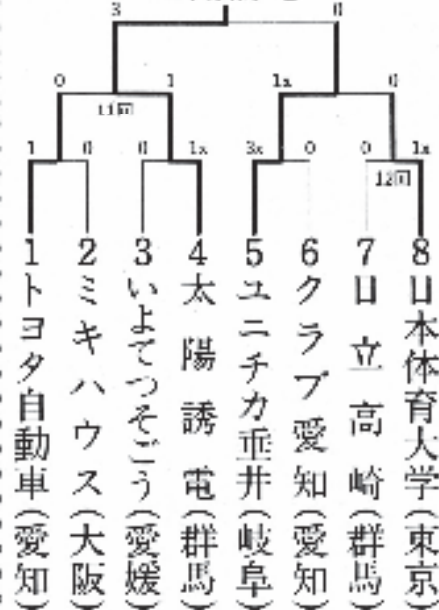 3 0
0 1 1x 0
11回
1 0 0 1x 3x 0 0 1x
12回
1 トヨタ自動車(愛知)
2 ミキハウス(大阪)
3 いよてつそごう(愛媛)
4 太陽誘電(群馬)
5 ユニチカ垂井(岐阜)
6 クラブ愛知(愛知)
7 日立高崎(群馬)
8 日本体育大学(東京)